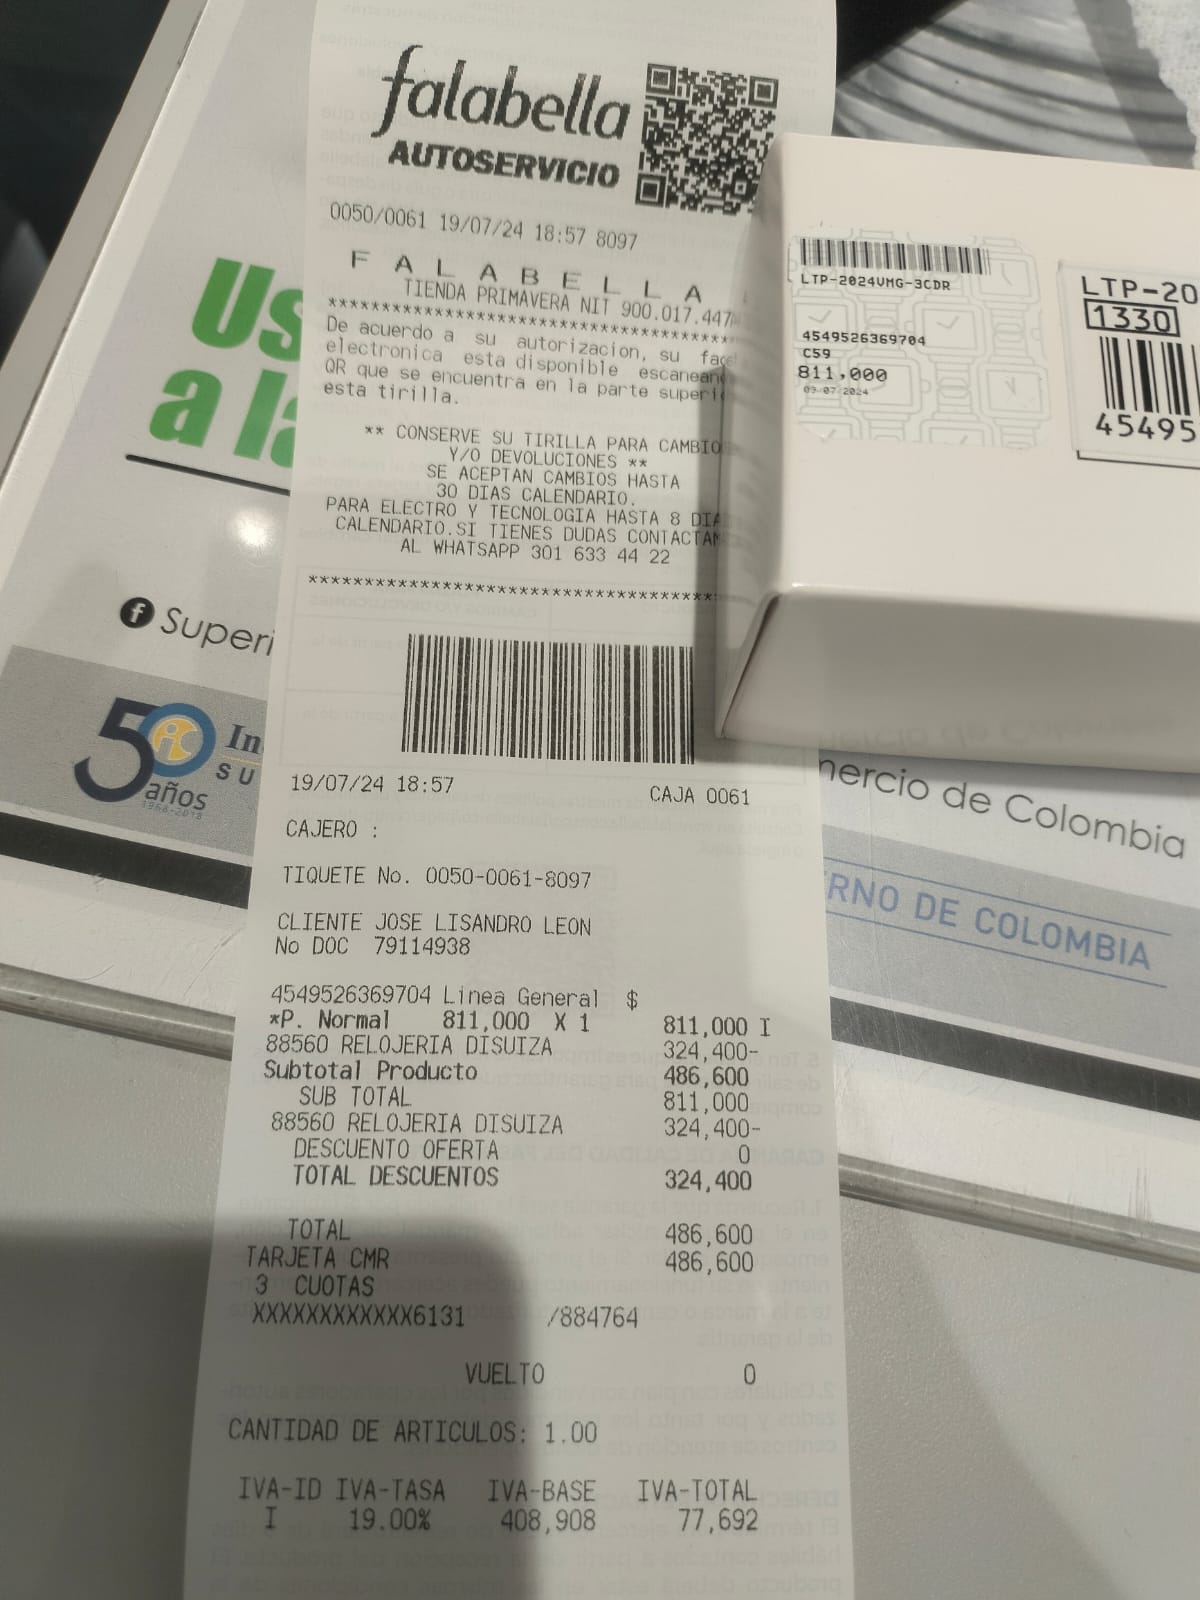 falabella
AUTOSERVICIO
0050/0061 19/07/24 18:57 8097
FALABELLA
TIENDA PRIMAVERA NIT 900.017.447
****************************************
De acuerdo a su autorizacion, su
electronica esta disponible
QR que se encuentra en la parte
esta tirilla.
** CONSERVE SU TIRILLA PARA CAMBIO
Y/O DEVOLUCIONES **
SE ACEPTAN CAMBIOS HASTA
30 DIAS CALENDARIO.
PARA ELECTRO Y TECNOLOGIA HASTA 8 DIA
CALENDARIO.SI TIENES DUDAS CONTACTAN
AL WHATSAPP 301 633 44 22
****************************************
19/07/24 18:57 CAJA 0061
CAJERO :
TIQUETE No. 0050-0061-8097
CLIENTE JOSE LISANDRO LEON
No DOC 79114938
4549526369704 Linea General $
*P. Normal 811,000 X 1 811,000 I
88560 RELOJERIA DISUIZA 324,400-
Subtotal Producto 486,600
SUB TOTAL 811,000
88560 RELOJERIA DISUIZA 324,400-
DESCUENTO OFERTA 0
TOTAL DESCUENTOS 324,400
TOTAL 486,600
TARJETA CMR 486,600
3 CUOTAS
XXXXXXXXXXXX6131 /884764
VUELTO 0
CANTIDAD DE ARTICULOS: 1.00
IVA-ID IVA-TASA IVA-BASE IVA-TOTAL
I 19.00% 408,908 77,692
LTP-2024VMG-3CDR
4549526369704
C59
811,000
09-07-2024
LTP-20
1330
45495
Us
a la
Superi
50 años
1968-2018
In
SU
mercio de Colombia
RNO DE COLOMBIA